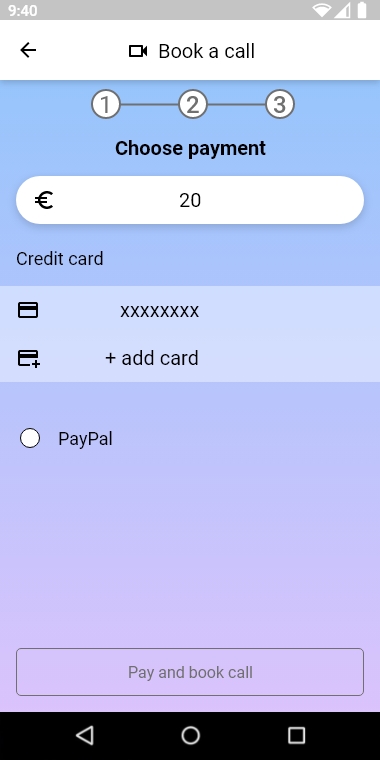 9:40
Book a call
1 2 3
Choose payment
€ 20
Credit card
xxxxxxxx
+ add card
PayPal
Pay and book call